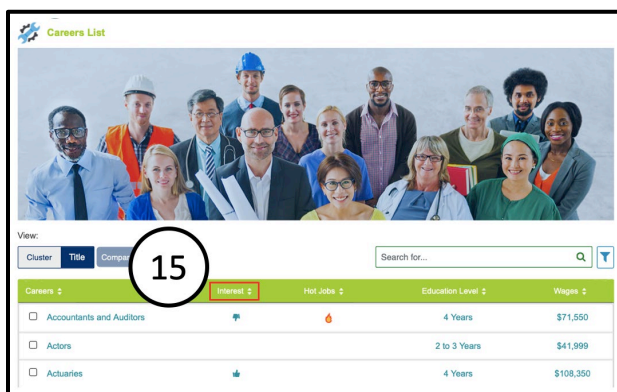 Careers List
View:
Cluster Title Compar
15
Search for...
Careers Interest Hot Jobs Education Level Wages
Accountants and Auditors 4 Years $71,550
Actors 2 to 3 Years $41,999
Actuaries 4 Years $108,350